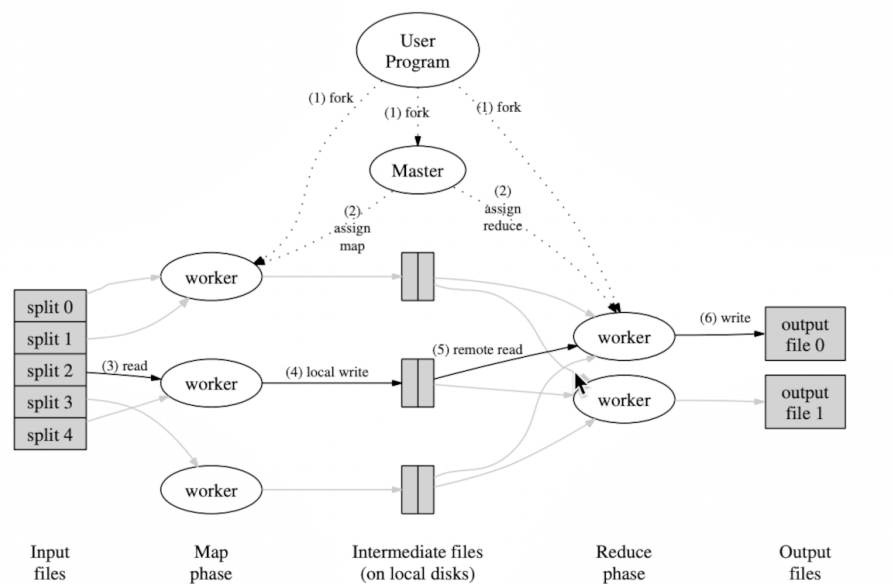 User
Program
(1) fork
(1) fork
(1) fork
Master
(2)
assign
map
(2)
assign
reduce
worker
split 0
split 1
split 2
split 3
split 4
(3) read
worker
(4) local write
(5) remote read
worker
(6) write
output
file 0
worker
output
file 1
worker
Input
files
Map
phase
Intermediate files
(on local disks)
Reduce
phase
Output
files